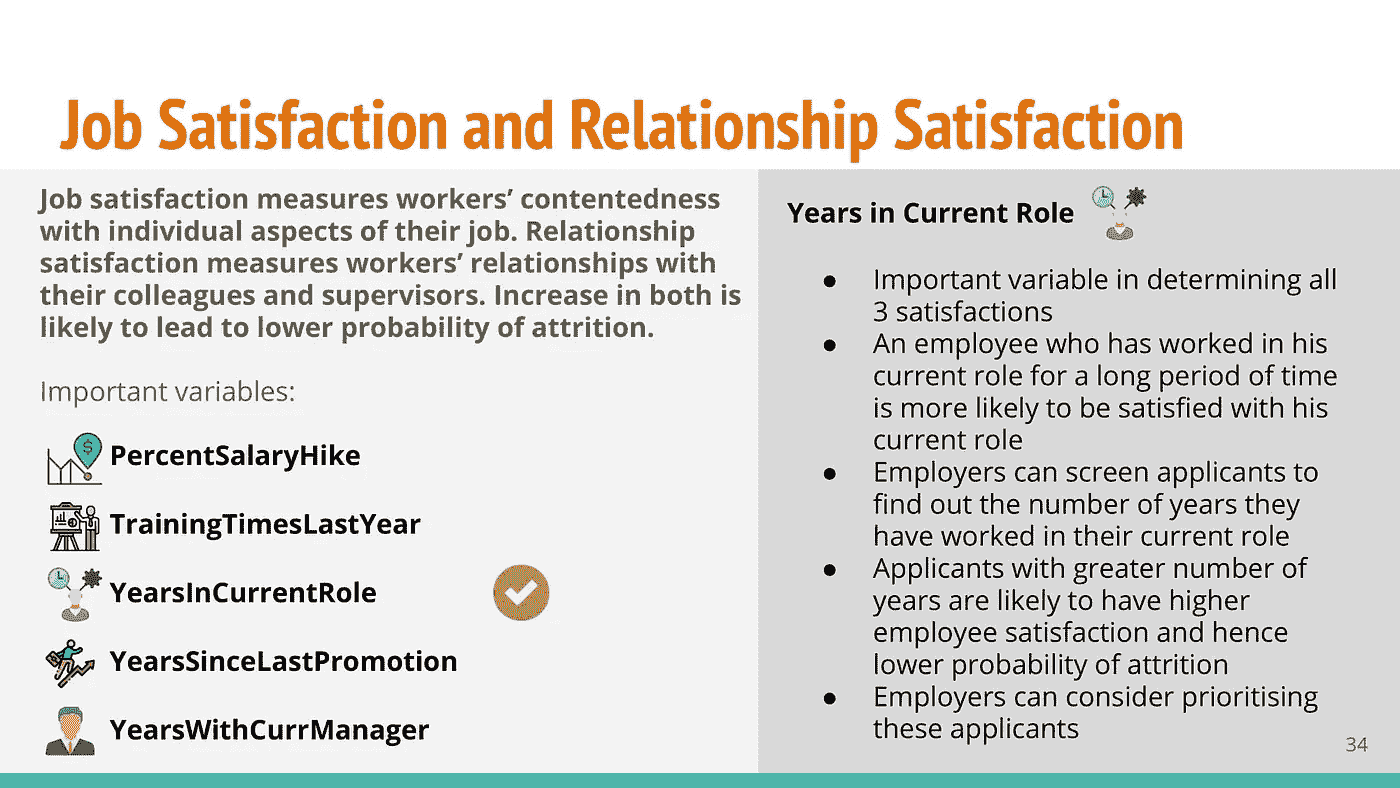 Job Satisfaction and Relationship Satisfaction
Job satisfaction measures workers’ contentedness
with individual aspects of their job. Relationship
satisfaction measures workers’ relationships with
their colleagues and supervisors. Increase in both is
likely to lead to lower probability of attrition.
Important variables:
PercentSalaryHike
TrainingTimesLastYear
YearsInCurrentRole
YearsSinceLastPromotion
YearsWithCurrManager
Years in Current Role
● Important variable in determining all
3 satisfactions
● An employee who has worked in his
current role for a long period of time
is more likely to be satisfied with his
current role
● Employers can screen applicants to
find out the number of years they
have worked in their current role
● Applicants with greater number of
years are likely to have higher
employee satisfaction and hence
lower probability of attrition
● Employers can consider prioritising
these applicants
34